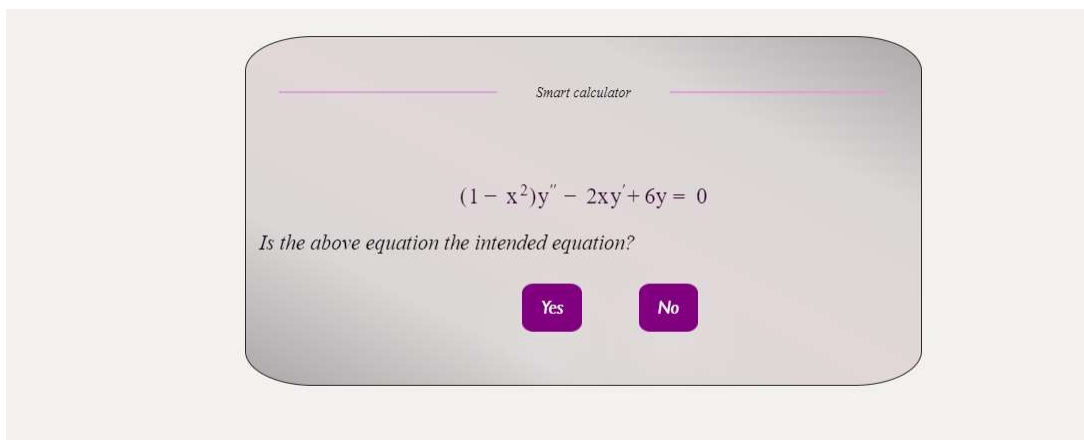 Smart calculator
(1 − x²)y″ − 2xy′+ 6y = 0
Is the above equation the intended equation?
Yes No